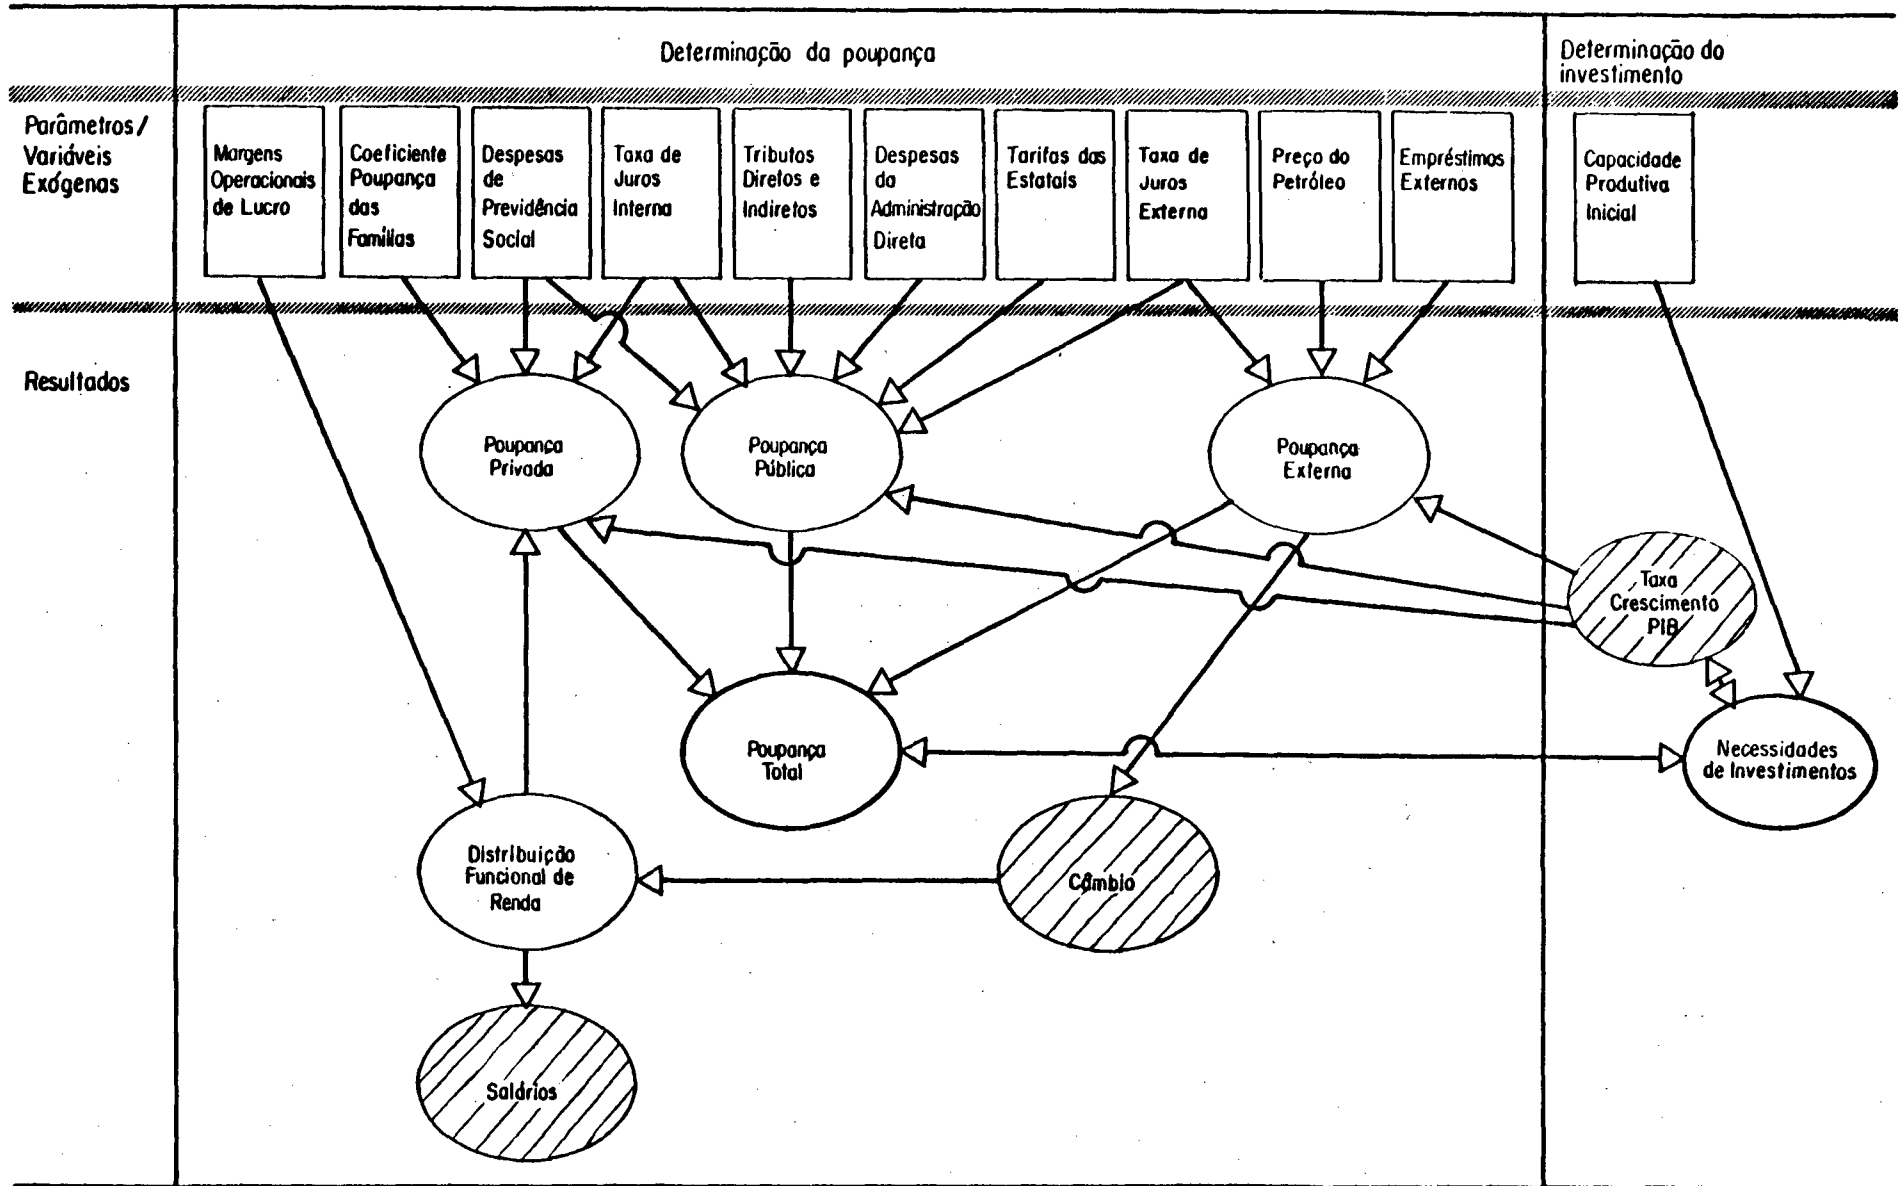 Determinação da poupança
Determinação do
investimento
Parâmetros/
Variáveis
Exógenas
Margens
Operacionais
de Lucro
Coeficiente
Poupança
das
Famílias
Despesas
de
Previdência
Social
Taxa de
Juros
Interna
Tributos
Diretos e
Indiretos
Despesas
da
Administração
Direta
Tarifas das
Estatais
Taxa de
Juros
Externa
Preço do
Petróleo
Empréstimos
Externos
Capacidade
Produtiva
Inicial
Resultados
Poupança
Privada
Poupança
Pública
Poupança
Externa
Taxa
Crescimento
PIB
Poupança
Total
Necessidades
de Investimentos
Distribuição
Funcional de
Renda
Câmbio
Salários